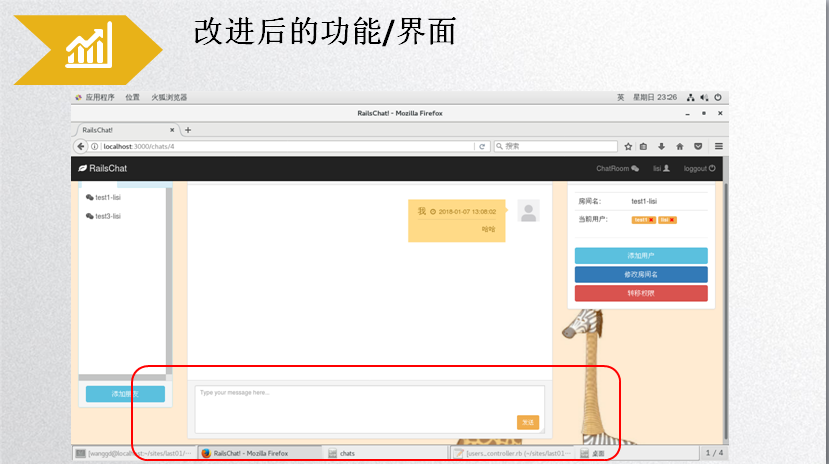 改进后的功能/界面
应用程序 位置 火狐浏览器 英 星期日 23:26
RailsChat! - Mozilla Firefox
RailsChat!
localhost:3000/chats/4 搜索
RailsChat ChatRoom lisi loggout
test1-lisi
test3-lisi
我 2018-01-07 13:08:02
哈哈
房间名: test1-lisi
当前用户: test1 lisi
添加用户
修改房间名
转移权限
添加朋友
Type your message here...
发送
[wangqd@localhost:~/sites/last01/... RailsChat! - Mozilla Firefox chats [users_controller.rb (~/sites/last01... 桌面 1 / 4